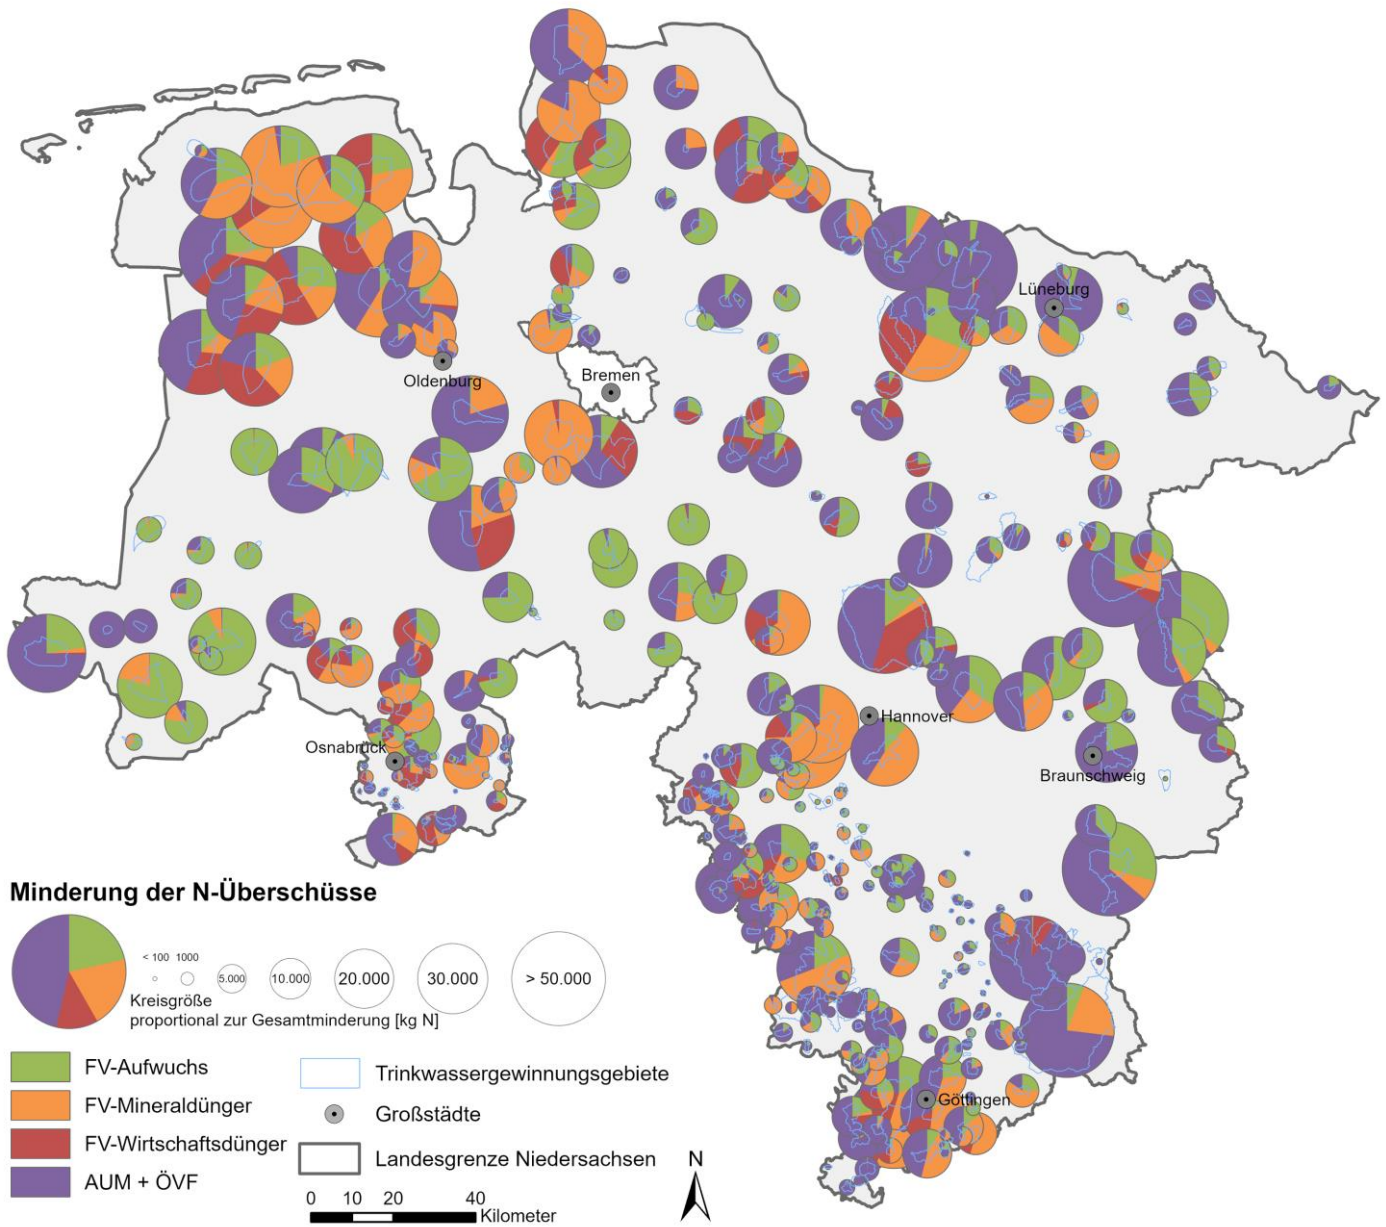 Lüneburg
Oldenburg
Bremen
Hannover
Osnabrück
Braunschweig
Göttingen
Minderung der N-Überschüsse
< 100 1000 5.000 10.000 20.000 30.000 > 50.000
Kreisgröße
proportional zur Gesamtminderung [kg N]
FV-Aufwuchs
FV-Mineraldünger
FV-Wirtschaftsdünger
AUM + ÖVF
Trinkwassergewinnungsgebiete
Großstädte
Landesgrenze Niedersachsen
0 10 20 40
Kilometer
N